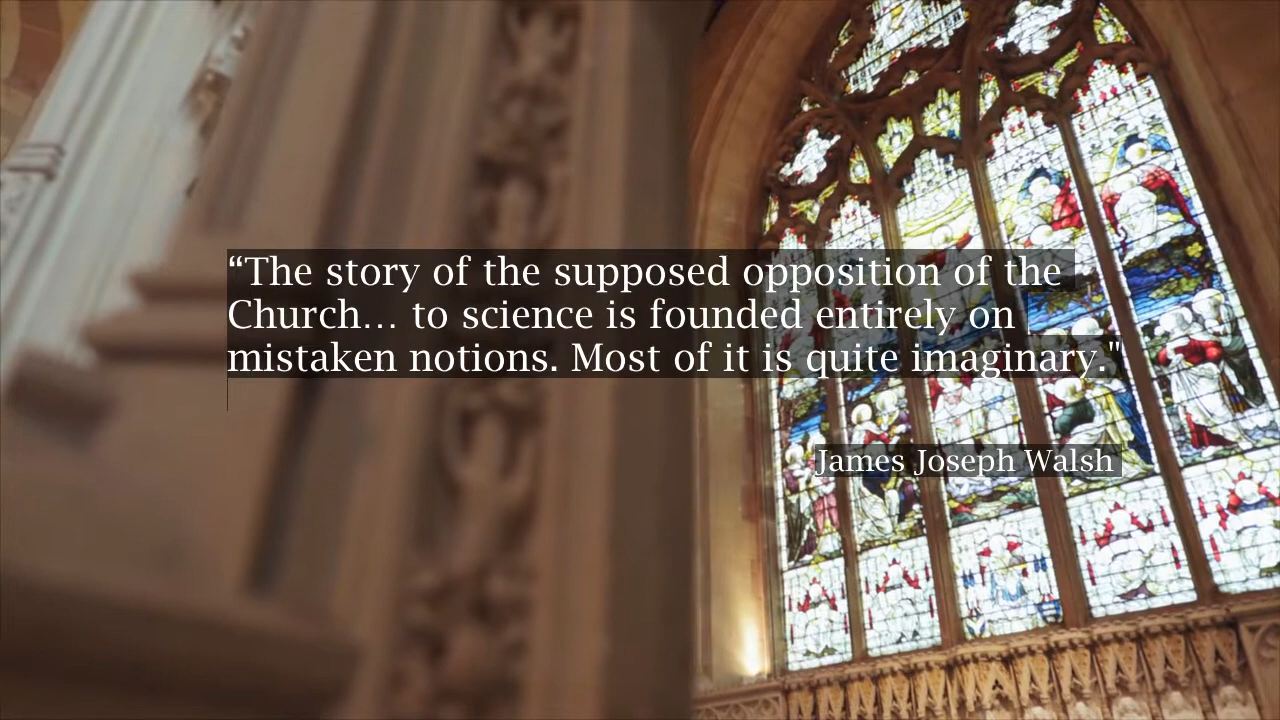 “The story of the supposed opposition of the
Church… to science is founded entirely on
mistaken notions. Most of it is quite imaginary."
James Joseph Walsh